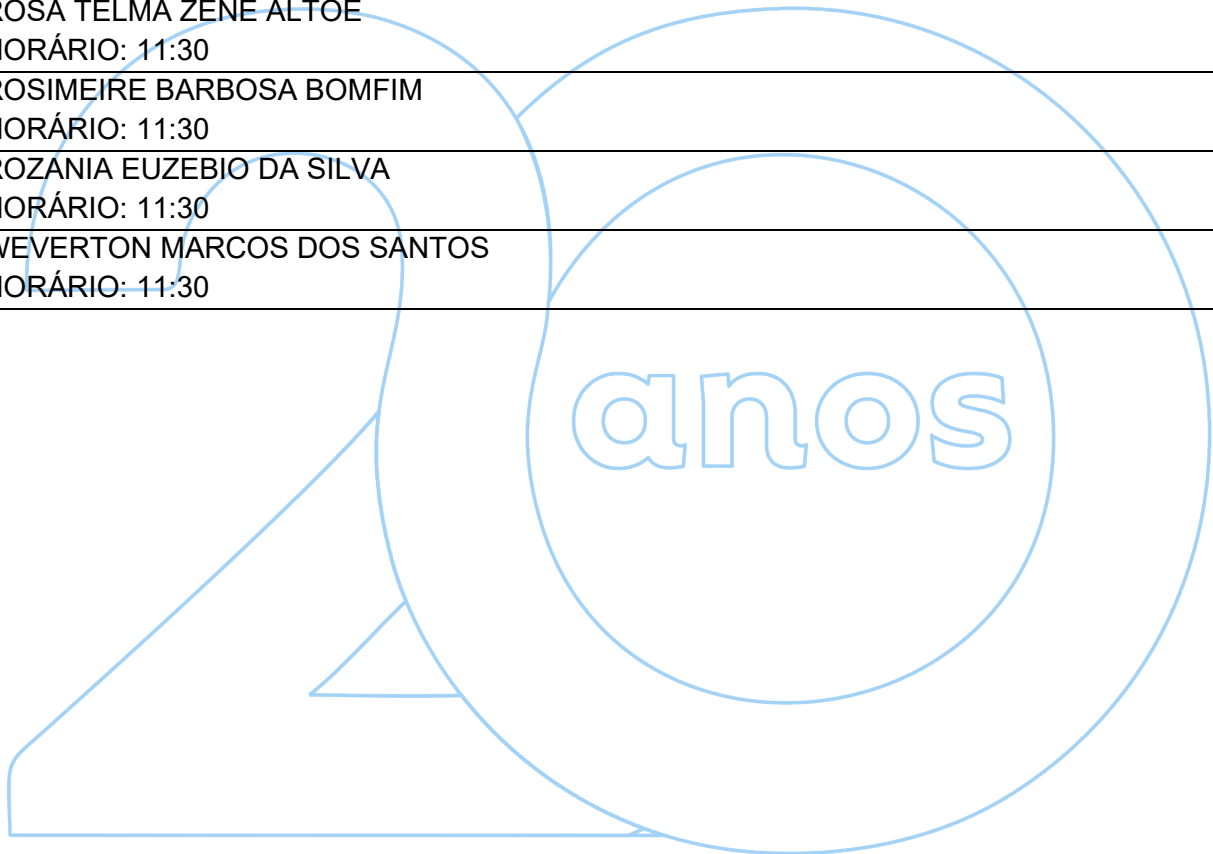 ROSA TELMA ZENE ALTOE
HORÁRIO: 11:30
ROSIMEIRE BARBOSA BOMFIM
HORÁRIO: 11:30
ROZANIA EUZEBIO DA SILVA
HORÁRIO: 11:30
WEVERTON MARCOS DOS SANTOS
HORÁRIO: 11:30
20
anos